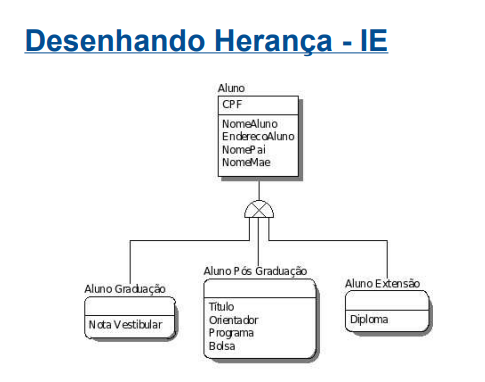 Desenhando Herança - IE
Aluno
CPF
NomeAluno
EnderecoAluno
NomePai
NomeMae
Aluno Graduação
Nota Vestibular
Aluno Pós Graduação
Título
Orientador
Programa
Bolsa
Aluno Extensão
Diploma